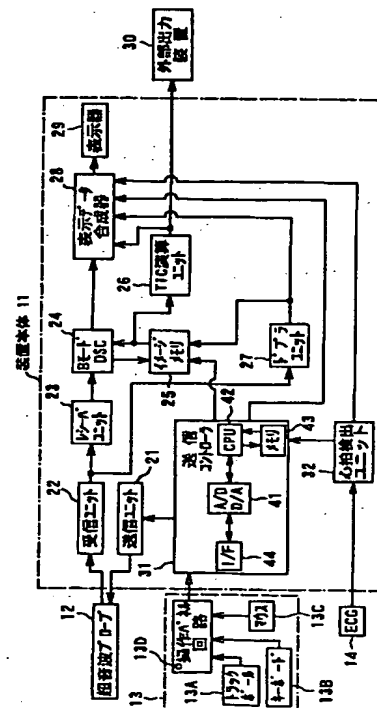 装置本体 11
12
超音波プローブ
22
受信ユニット
送信ユニット
21
23
レシーバユニット
24
Bモード
DSC
イメージ
メモリ
25
TIC演算
ユニット
26
27
ドプラ
ユニット
28
表示データ
合成器
29
表示器
30
外部出力
装置
31
送信
コントローラ
CPU
42
メモリ
43
A/D
D/A
41
I/F
44
心拍検出
ユニット
32
ECG
14
13
13D
操作パネル
回路
13A
トラック
ボール
キーボード
13B
マウス
13C